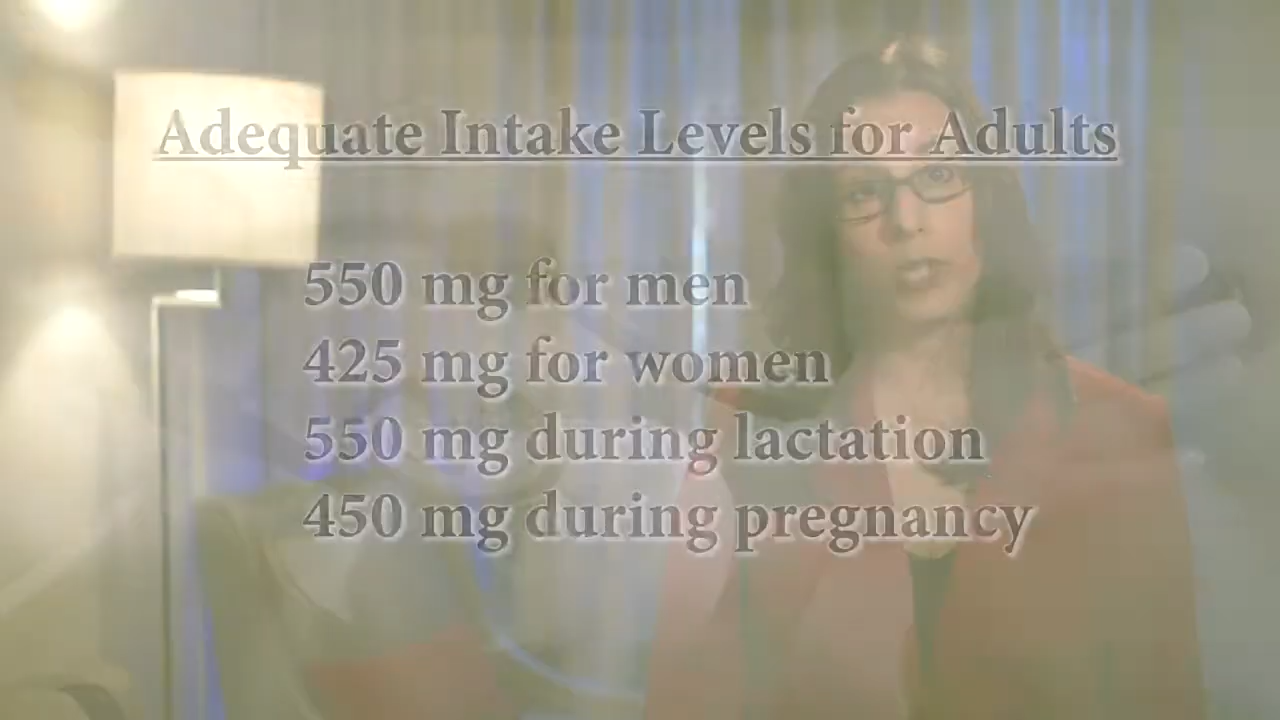 Adequate Intake Levels for Adults
550 mg for men
425 mg for women
550 mg during lactation
450 mg during pregnancy